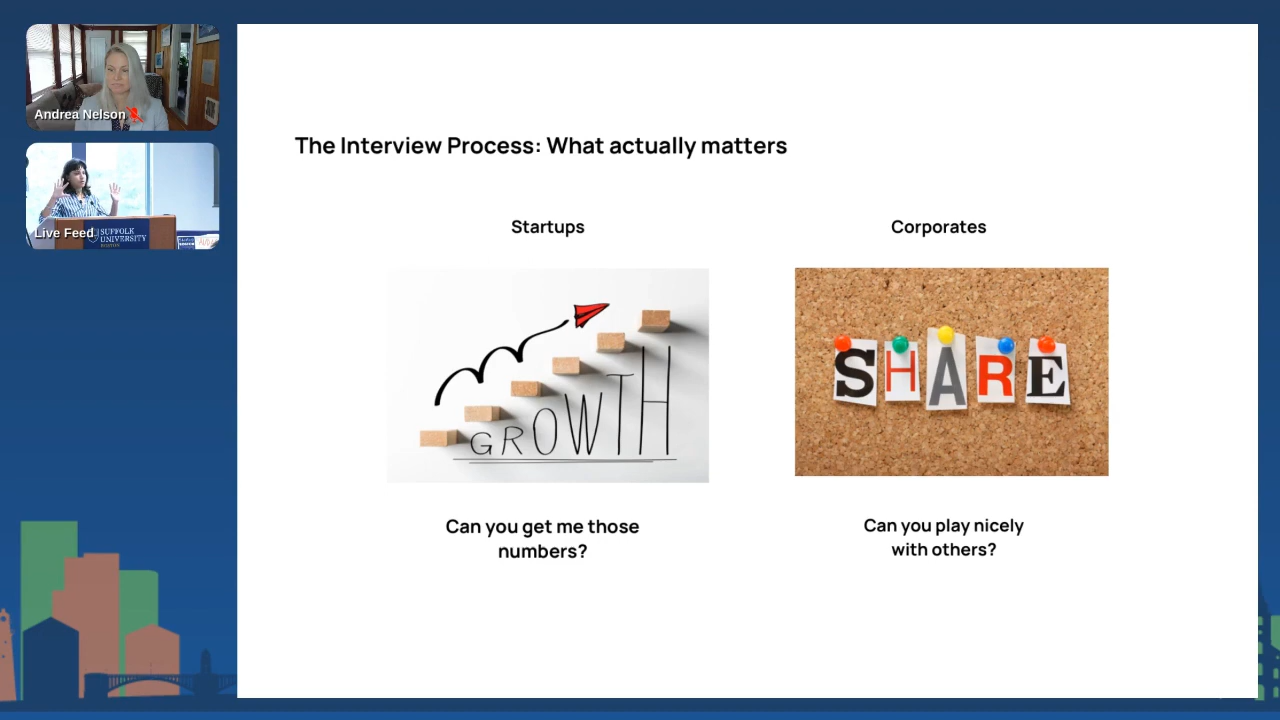 Andrea Nelson
Live Feed
SUFFOLK
UNIVERSITY
BOSTON
The Interview Process: What actually matters
Startups
Corporates
GROWTH
SHARE
Can you get me those
numbers?
Can you play nicely
with others?